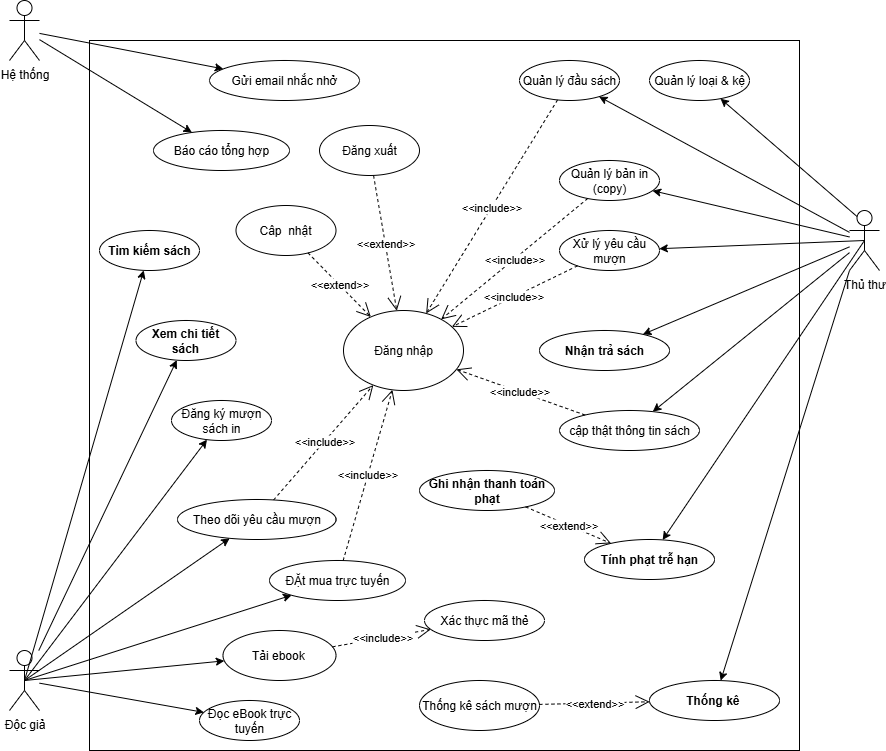 Hệ thống
Gửi email nhắc nhở
Quản lý đầu sách
Quản lý loại & kệ
Báo cáo tổng hợp
Đăng xuất
Quản lý bản in
(copy)
<<include>>
Câp nhật
Xử lý yêu cầu
mượn
Tìm kiếm sách
<<extend>>
<<include>>
Thủ thư
<<extend>>
<<include>>
Xem chi tiết
sách
Đăng nhập
Nhận trả sách
<<include>>
Đăng ký mượn
sách in
cập thật thông tin sách
<<include>>
<<include>>
Ghi nhận thanh toán
phạt
Theo dõi yêu cầu mượn
<<extend>>
Tính phạt trễ hạn
ĐẶt mua trực tuyến
Xác thực mã thẻ
<<include>>
Tải ebook
Thống kê sách mượn
<<extend>>
Thống kê
Đọc eBook trực
tuyến
Độc giả